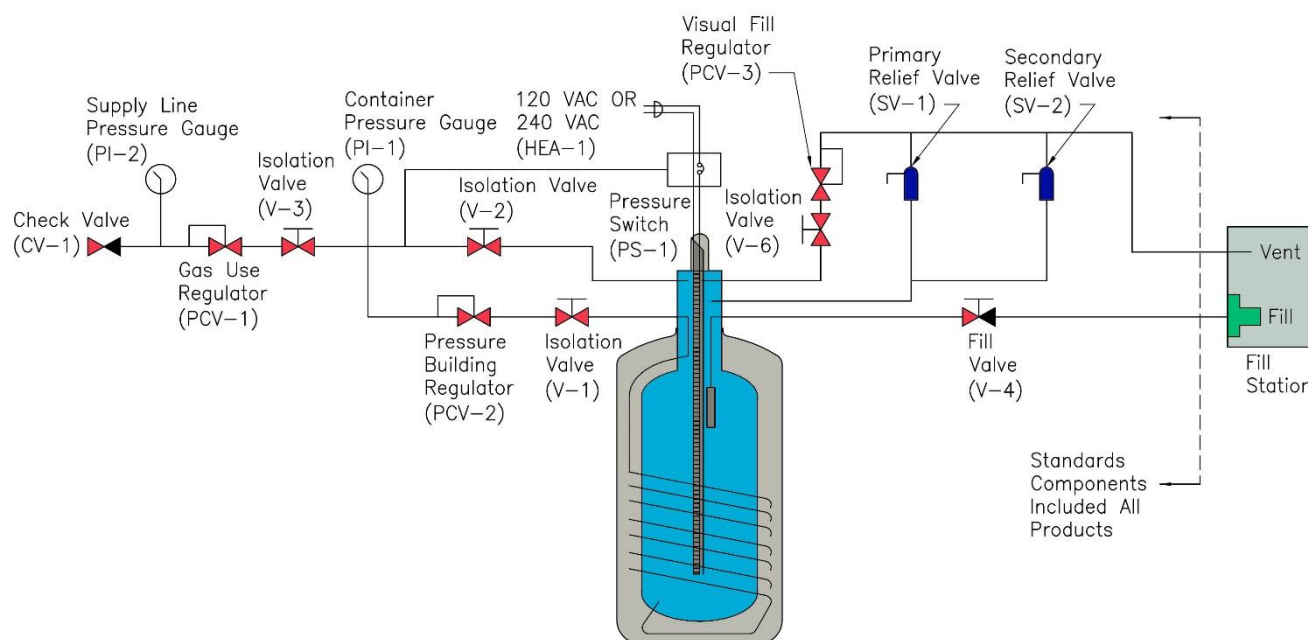 Supply Line
Pressure Gauge
(PI-2)
Container
Pressure Gauge
(PI-1)
120 VAC OR
240 VAC
(HEA-1)
Visual Fill
Regulator
(PCV-3)
Primary
Relief Valve
(SV-1)
Secondary
Relief Valve
(SV-2)
Isolation
Valve
(V-3)
Isolation Valve
(V-2)
Pressure
Switch
(PS-1)
Isolation
Valve
(V-6)
Check Valve
(CV-1)
Gas Use
Regulator
(PCV-1)
Pressure
Building
Regulator
(PCV-2)
Isolation
Valve
(V-1)
Fill
Valve
(V-4)
Vent
Fill
Fill
Station
Standards
Components
Included All
Products